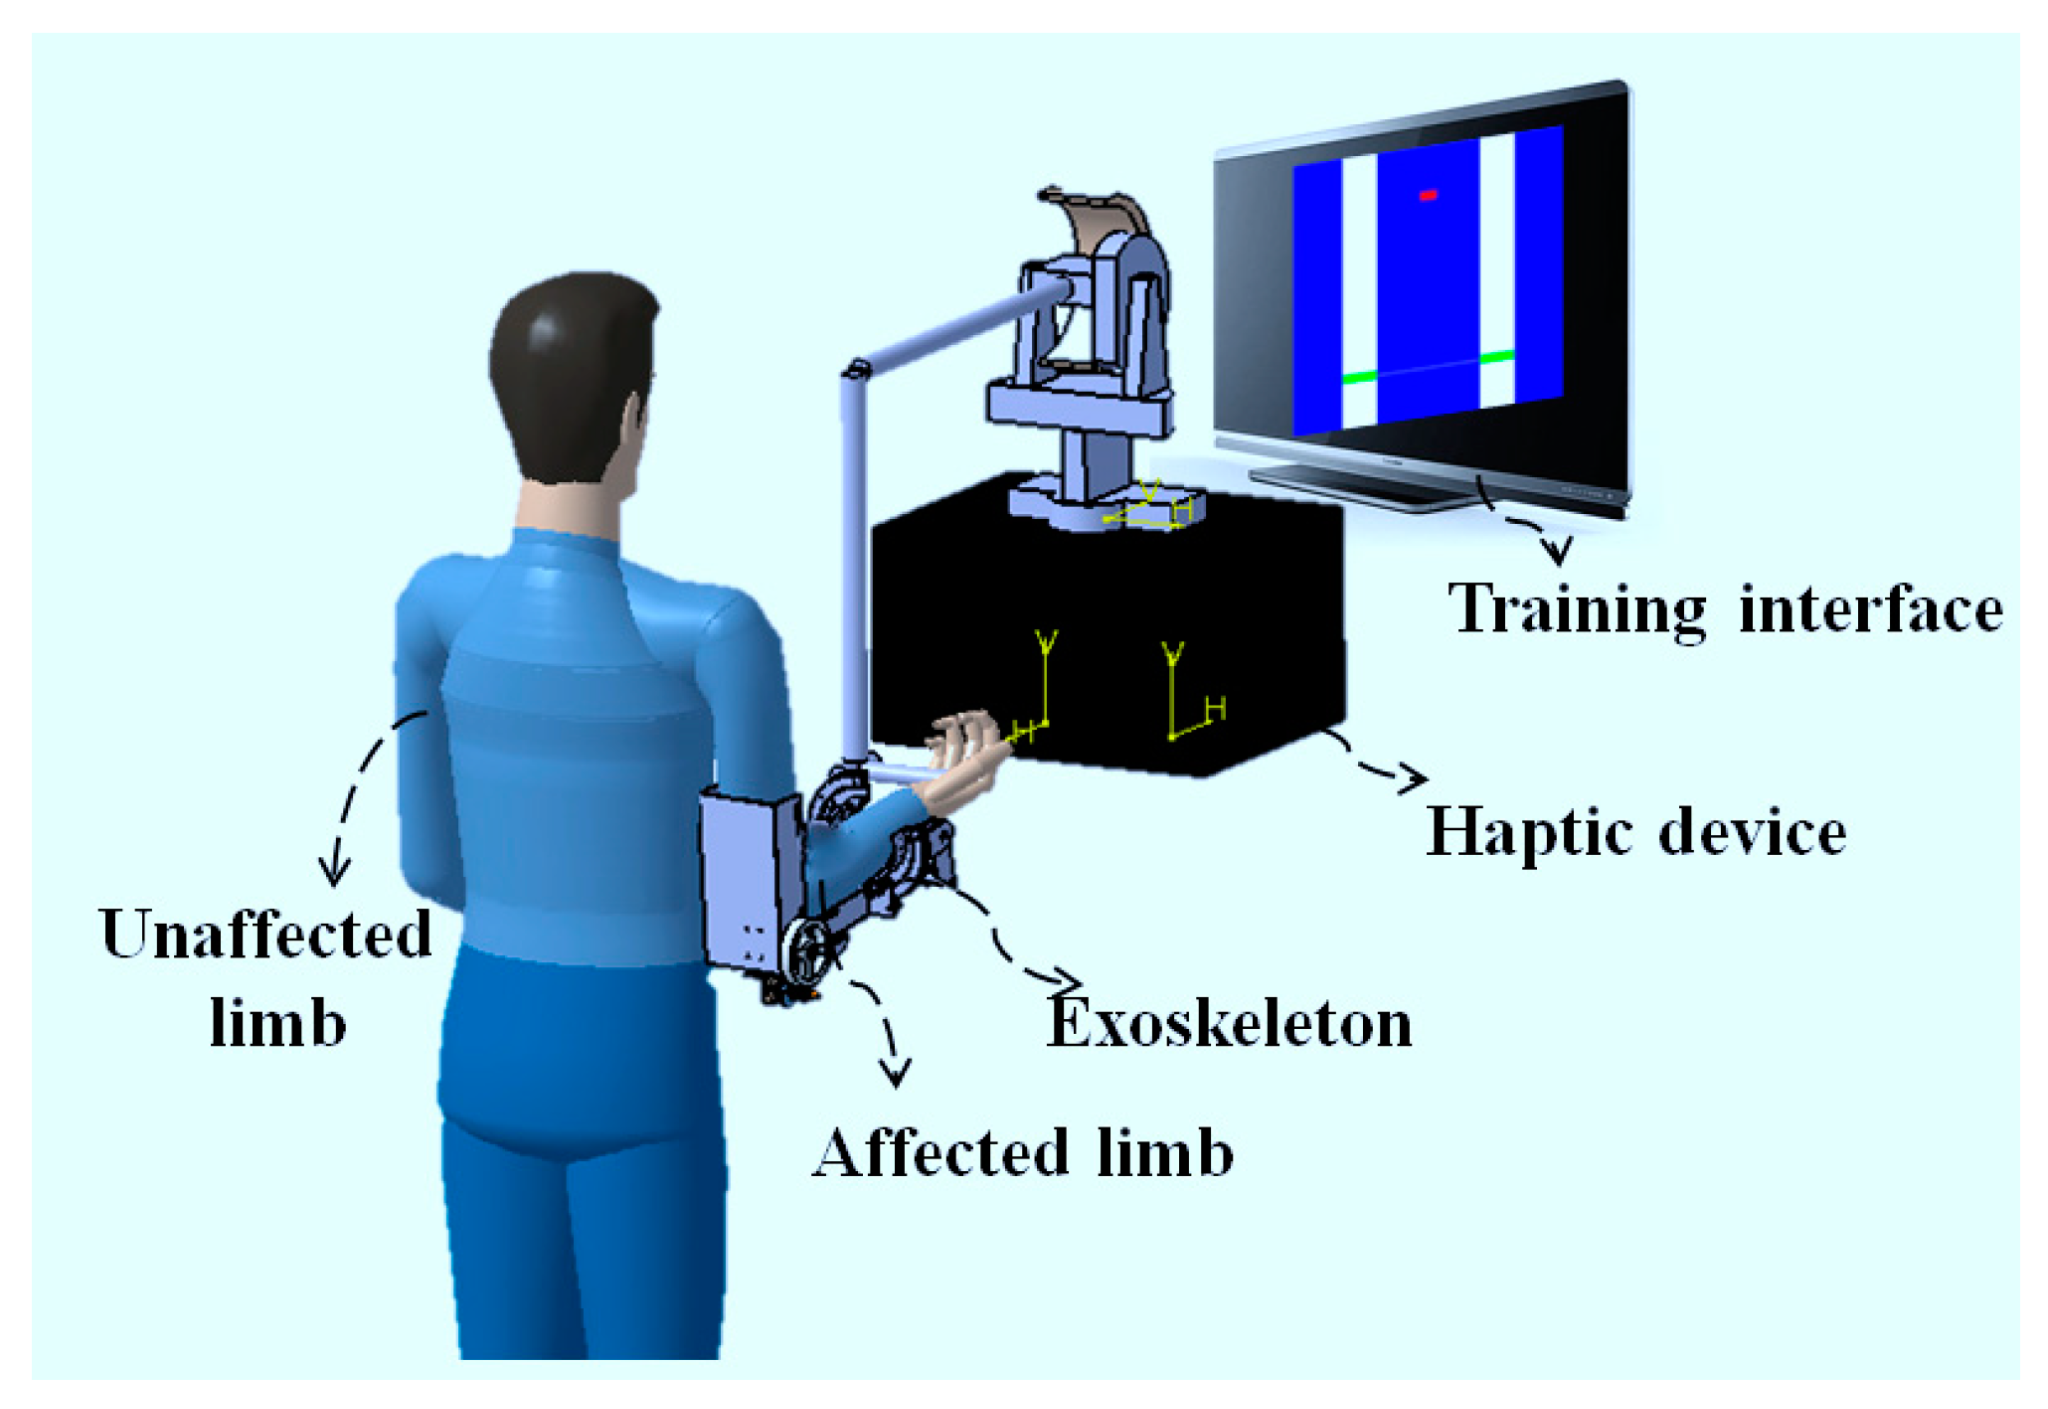 V
H
Training interface
V
V
H
H
Haptic device
Unaffected
limb
Exoskeleton
Affected limb